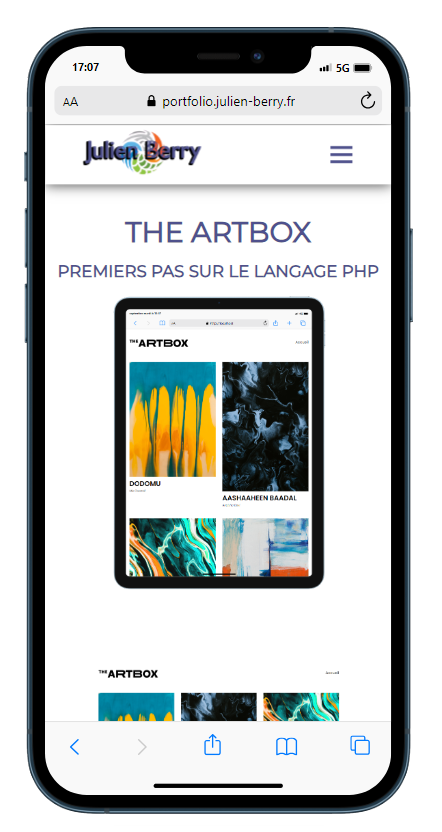 17:07
5G
AA
portfolio.julien-berry.fr
Julien Berry
THE ARTBOX
PREMIERS PAS SUR LE LANGAGE PHP
AA
THE ARTBOX
Accueil
DODOMU
AASHAAHEEN BAADAL
THE ARTBOX
Accueil